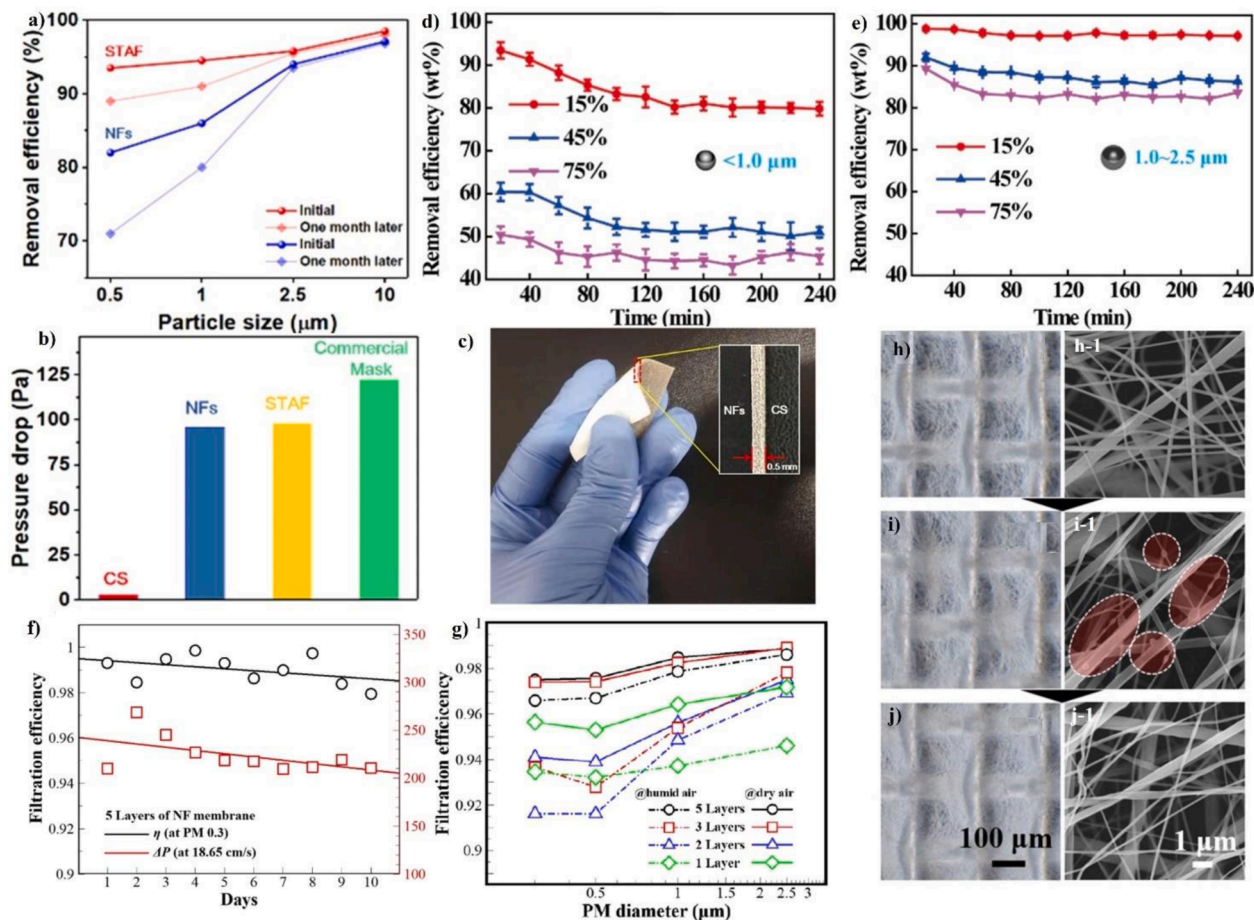 a)
Removal efficiency (%)
100
90
80
70
STAF
NFs
Initial
One month later
Initial
One month later
0.5
1
2.5
10
Particle size (µm)
d)
Removal efficiency (wt%)
100
90
80
70
60
50
40
15%
45%
75%
<1.0 µm
40
80
120
160
200
240
Time (min)
e)
Removal efficiency (wt%)
100
90
80
70
60
50
40
15%
45%
75%
1.0~2.5 µm
40
80
120
160
200
240
Time (min)
b)
Pressure drop (Pa)
125
100
75
50
25
0
CS
NFs
STAF
Commercial
Mask
c)
NFs
CS
0.5 mm
h)
h-1
i)
i-1
j)
j-1
100 µm
1 µm
f)
Filtration efficiency
1
0.98
0.96
0.94
0.92
0.9
300
250
200
150
100
5 Layers of NF membrane
η (at PM 0.3)
ΔP (at 18.65 cm/s)
1
2
3
4
5
6
7
8
9
10
Days
g)
Filtration efficiency
1
0.98
0.96
0.94
0.92
0.9
@humid air
@dry air
5 Layers
3 Layers
2 Layers
1 Layer
0.5
1
1.5
2
2.5
3
PM diameter (µm)